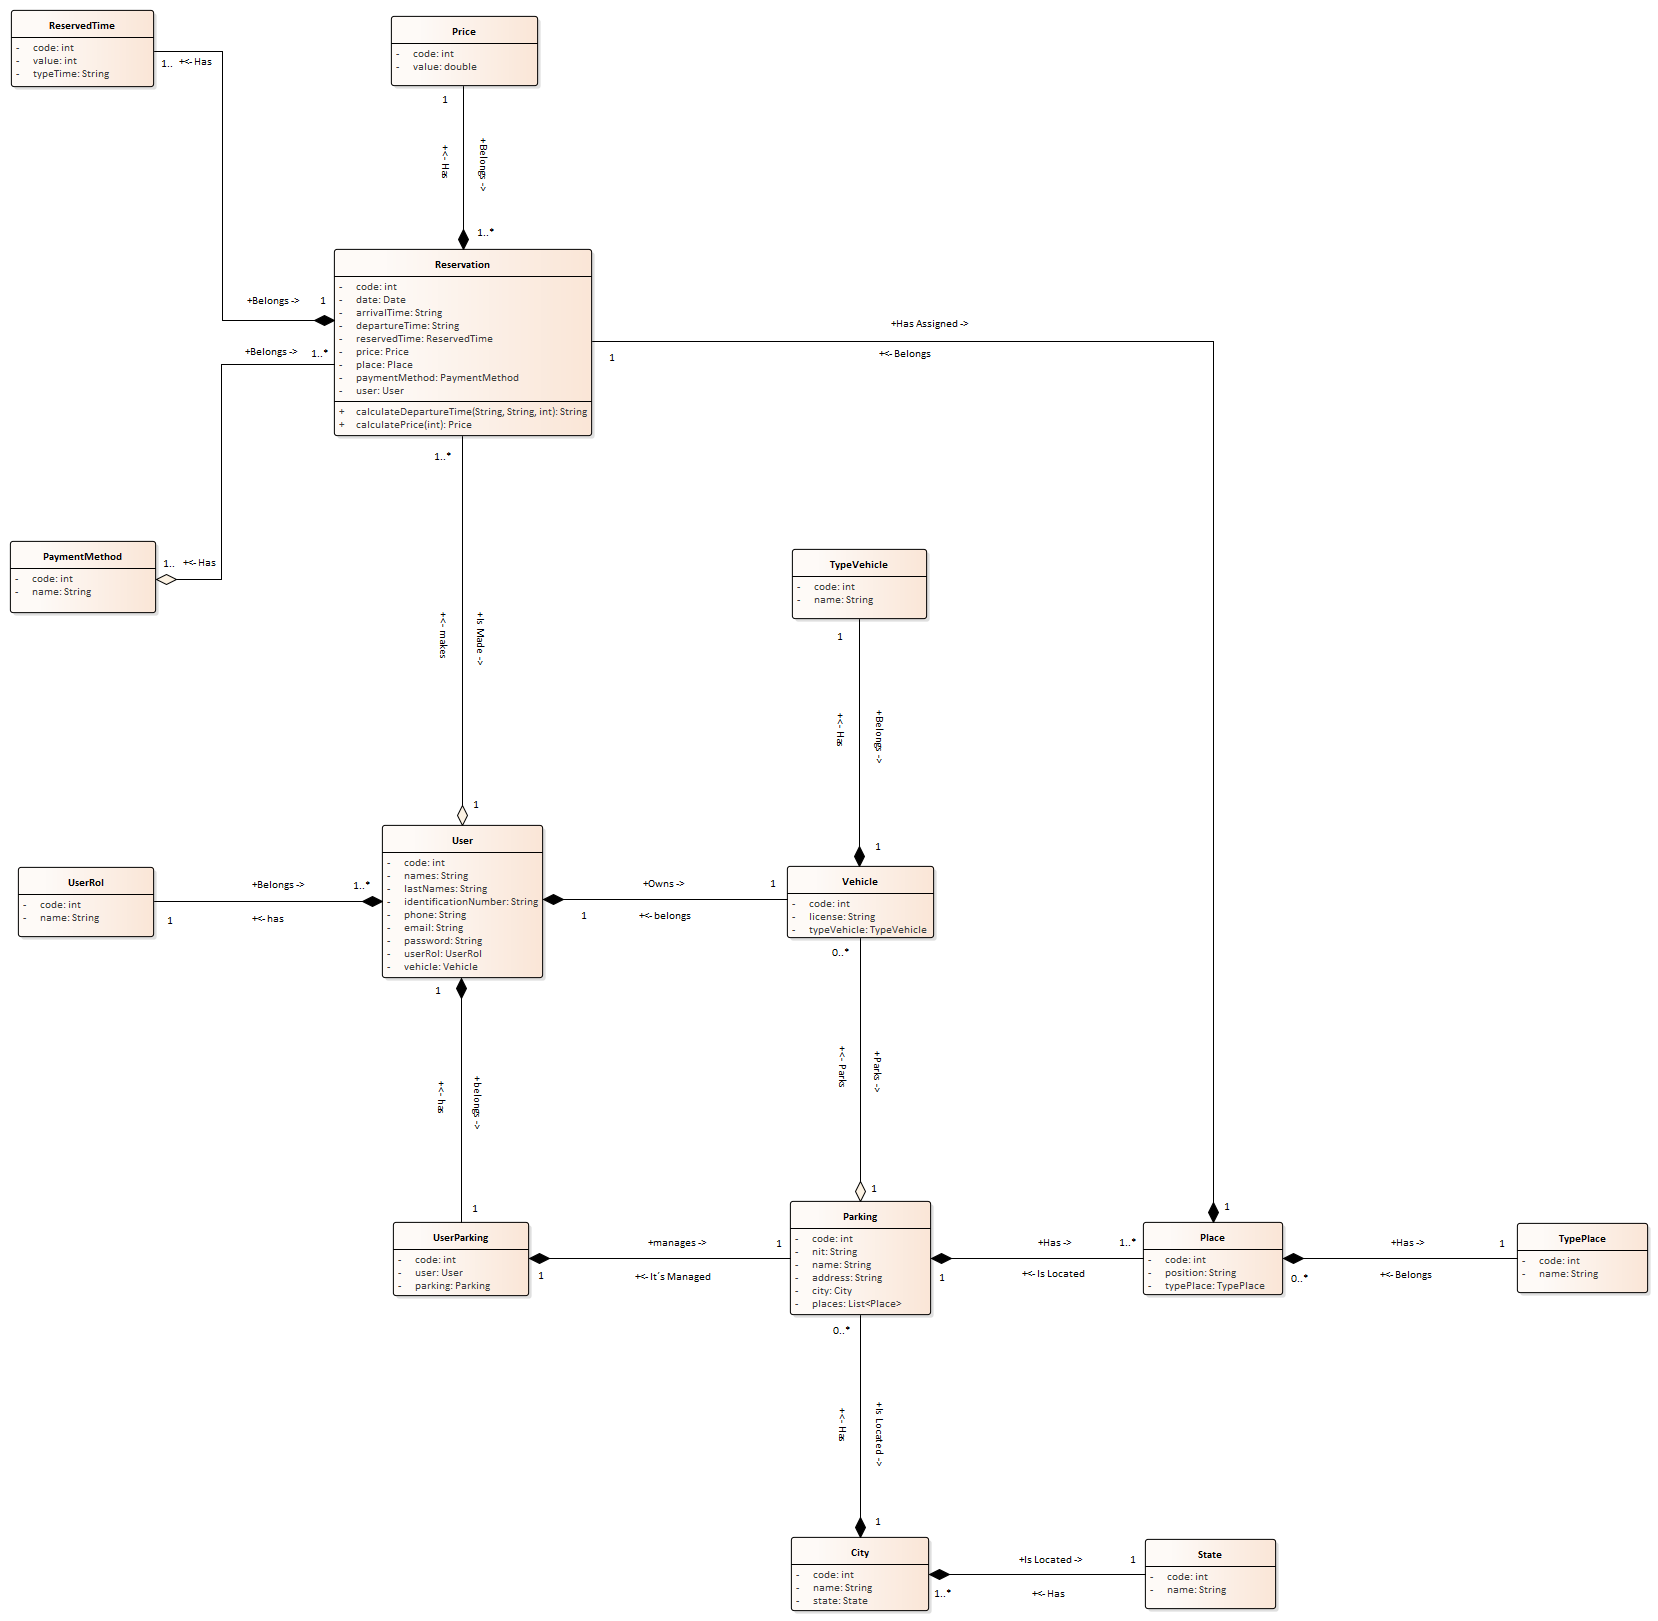 ReservedTime
- code: int
- value: int
- typeTime: String
1.. +<- Has
Price
- code: int
- value: double
1
+<- Has
+Belongs ->
1..*
Reservation
- code: int
- date: Date
- arrivalTime: String
- departureTime: String
- reservedTime: ReservedTime
- price: Price
- place: Place
- paymentMethod: PaymentMethod
- user: User
+ calculateDepartureTime(String, String, int): String
+ calculatePrice(int): Price
+Belongs -> 1
+Belongs -> 1..*
+Has Assigned ->
1 +<- Belongs
1..*
PaymentMethod
- code: int
- name: String
1.. +<- Has
+<- makes
+Is Made ->
1
TypeVehicle
- code: int
- name: String
1
+<- Has
+Belongs ->
1
User
- code: int
- names: String
- lastNames: String
- identificationNumber: String
- phone: String
- email: String
- password: String
- userRol: UserRol
- vehicle: Vehicle
UserRol
- code: int
- name: String
+Belongs -> 1..*
1 +<- has
+Owns -> 1
1 +<- belongs
Vehicle
- code: int
- license: String
- typeVehicle: TypeVehicle
0..*
+<- Parks
+Parks ->
1
1
+<- has
+belongs ->
1
UserParking
- code: int
- user: User
- parking: Parking
+manages -> 1
1 +<- It´s Managed
Parking
- code: int
- nit: String
- name: String
- address: String
- city: City
- places: List<Place>
+Has -> 1..*
1 +<- Is Located
1
Place
- code: int
- position: String
- typePlace: TypePlace
+Has -> 1
0..* +<- Belongs
TypePlace
- code: int
- name: String
0..*
+<- Has
+Is Located ->
1
City
- code: int
- name: String
- state: State
+Is Located -> 1
1..* +<- Has
State
- code: int
- name: String